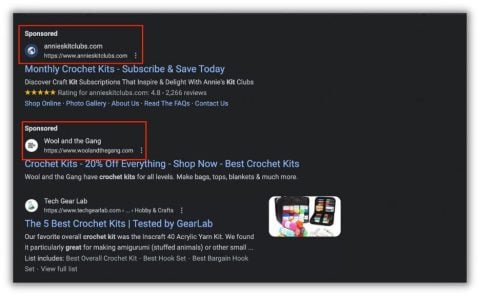 Sponsored
annieskitclubs.com
https://www.annieskitclubs.com
Monthly Crochet Kits - Subscribe & Save Today
Discover Craft Kit Subscriptions That Inspire & Delight With Annie's Kit Clubs
★★★★★ Rating for annieskitclubs.com: 4.8 - 2,266 reviews
Shop Online · Photo Gallery · About Us · Read The FAQs · Contact Us
Sponsored
Wool and the Gang
https://www.woolandthegang.com
Crochet Kits - 20% Off Everything - Shop Now - Best Crochet Kits
Wool and the Gang have crochet kits for all levels. Make bags, tops, blankets & much more.
Tech Gear Lab
https://www.techgearlab.com › ... › Hobby & Crafts
The 5 Best Crochet Kits | Tested by GearLab
Our favorite overall crochet kit was the Inscraft 40 Acrylic Yarn Kit. We found
it particularly great for making amigurumi (stuffed animals) or other small ...
List includes: Best Overall Crochet Kit · Best Hook Set · Best Bargain Hook
Set · View full list